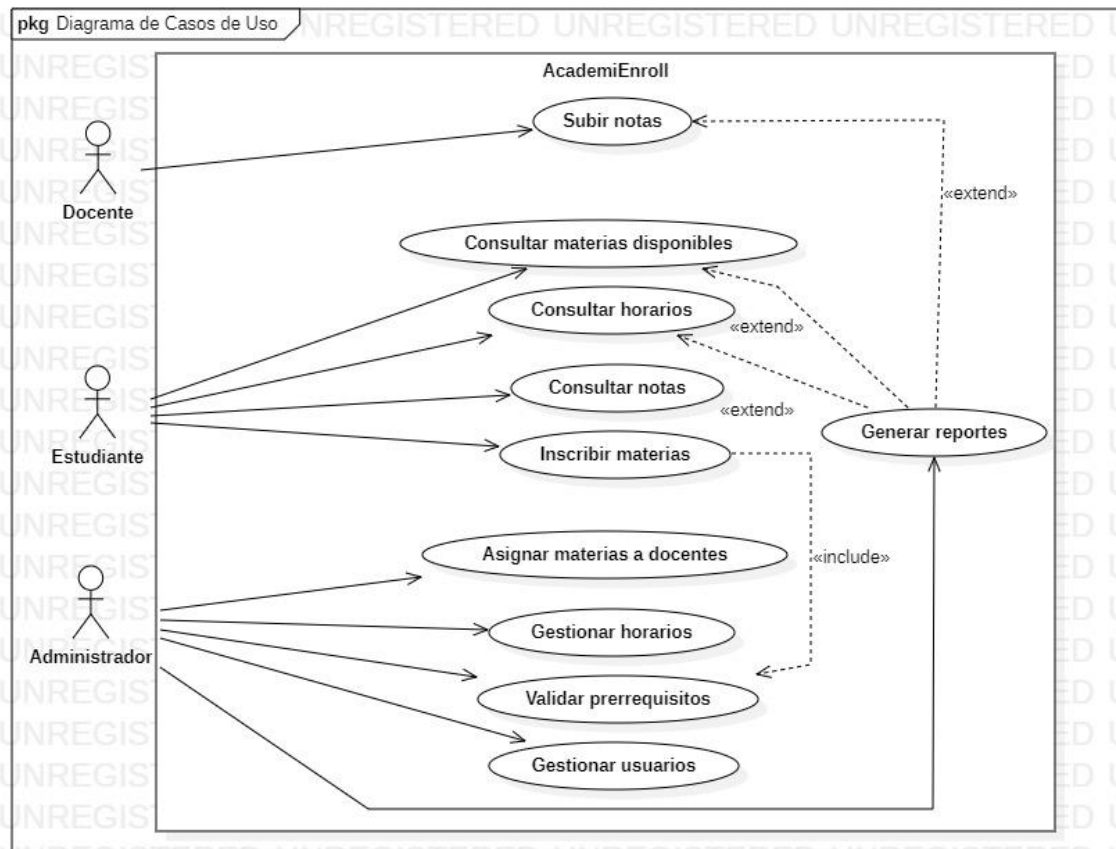 pkg Diagrama de Casos de Uso
AcademiEnroll
Subir notas
Docente
«extend»
Consultar materias disponibles
Consultar horarios
«extend»
Consultar notas
«extend»
Generar reportes
Estudiante
Inscribir materias
Asignar materias a docentes
«include»
Gestionar horarios
Administrador
Validar prerrequisitos
Gestionar usuarios
UNREGISTERED